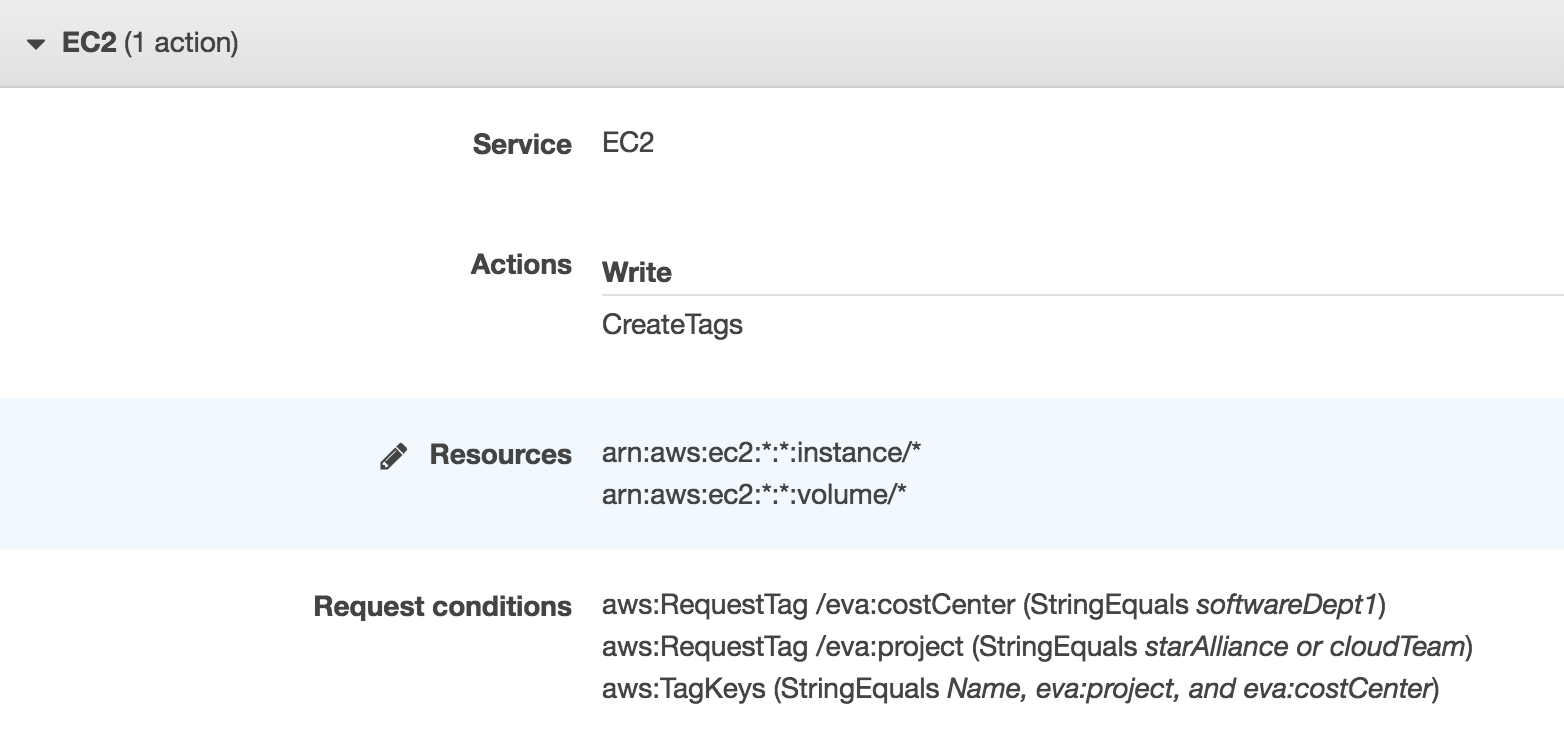 EC2 (1 action)
Service EC2
Actions Write
CreateTags
Resources arn:aws:ec2:*:*:instance/*
arn:aws:ec2:*:*:volume/*
Request conditions aws:RequestTag /eva:costCenter (StringEquals softwareDept1)
aws:RequestTag /eva:project (StringEquals starAlliance or cloudTeam)
aws:TagKeys (StringEquals Name, eva:project, and eva:costCenter)